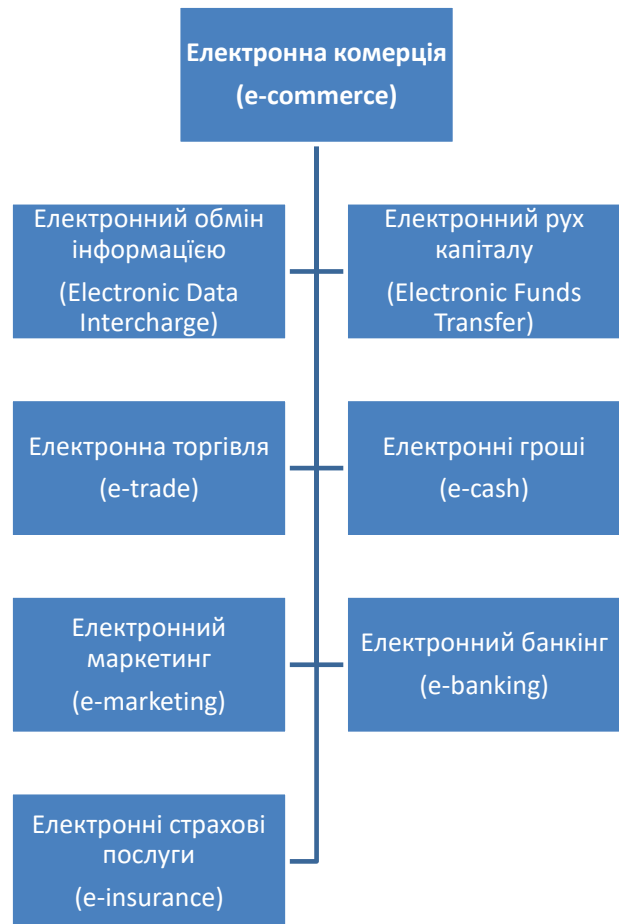 Електронна комерція
(e-commerce)
Електронний обмін
інформацїєю
(Electronic Data
Intercharge)
Електронний рух
капіталу
(Electronic Funds
Transfer)
Електронна торгівля
(e-trade)
Електронні гроші
(e-cash)
Електронний
маркетинг
(e-marketing)
Електронний банкінг
(e-banking)
Електронні страхові
послуги
(e-insurance)